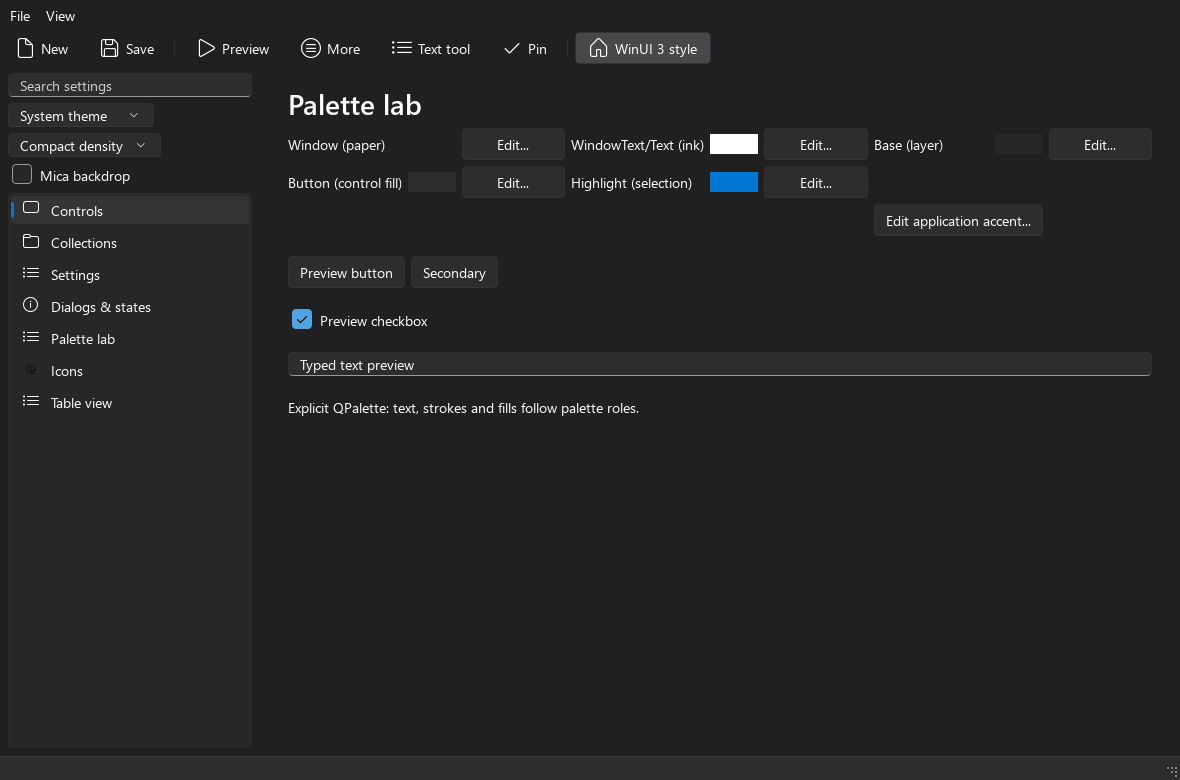 File View
New Save Preview More Text tool Pin WinUI 3 style
Search settings
System theme
Compact density
Mica backdrop
Controls
Collections
Settings
Dialogs & states
Palette lab
Icons
Table view
Palette lab
Window (paper) Edit... WindowText/Text (ink) Edit... Base (layer) Edit...
Button (control fill) Edit... Highlight (selection) Edit...
Edit application accent...
Preview button Secondary
Preview checkbox
Typed text preview
Explicit QPalette: text, strokes and fills follow palette roles.